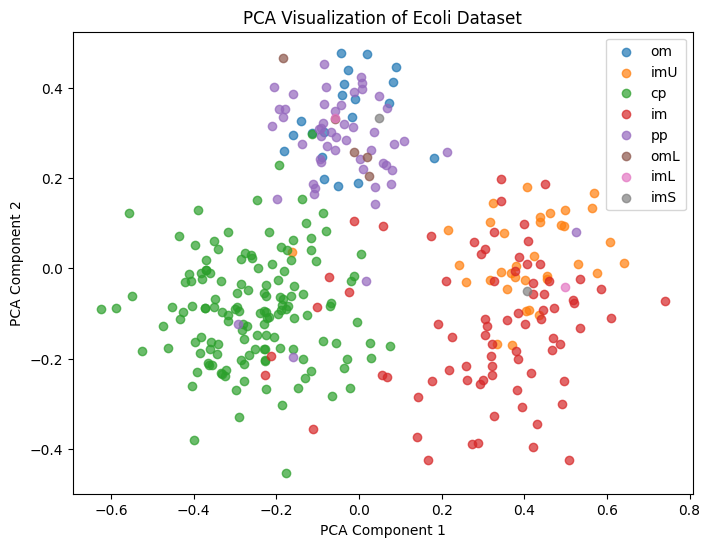 PCA Visualization of Ecoli Dataset
om
imU
cp
im
pp
omL
imL
imS
0.4
0.2
0.0
−0.2
−0.4
PCA Component 2
−0.6
−0.4
−0.2
0.0
0.2
0.4
0.6
0.8
PCA Component 1